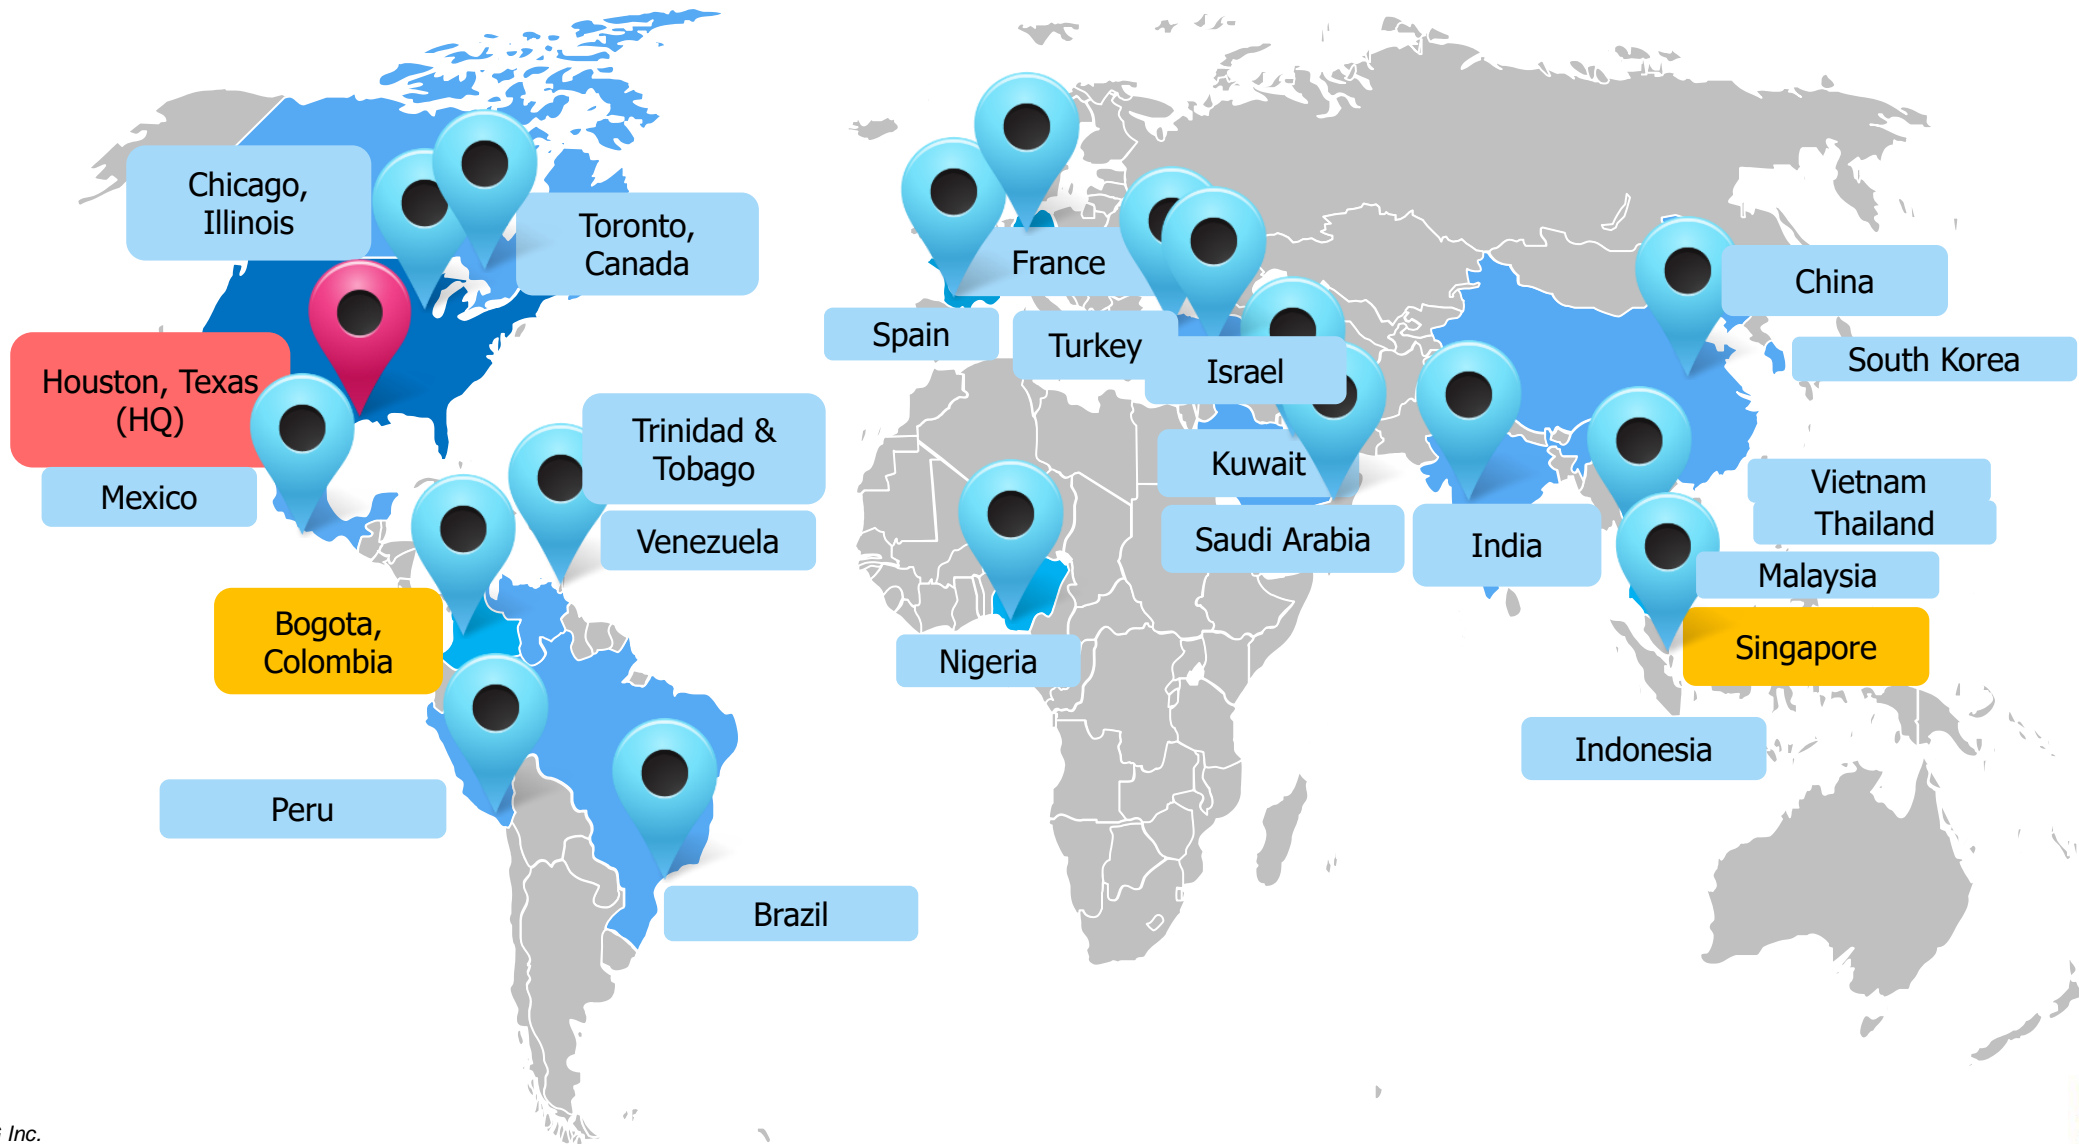 Chicago,
Illinois
Toronto,
Canada
France
China
Spain
Turkey
Israel
South Korea
Houston, Texas
(HQ)
Mexico
Trinidad &
Tobago
Venezuela
Kuwait
Saudi Arabia
India
Vietnam
Thailand
Malaysia
Bogota,
Colombia
Nigeria
Singapore
Indonesia
Peru
Brazil
Inc.